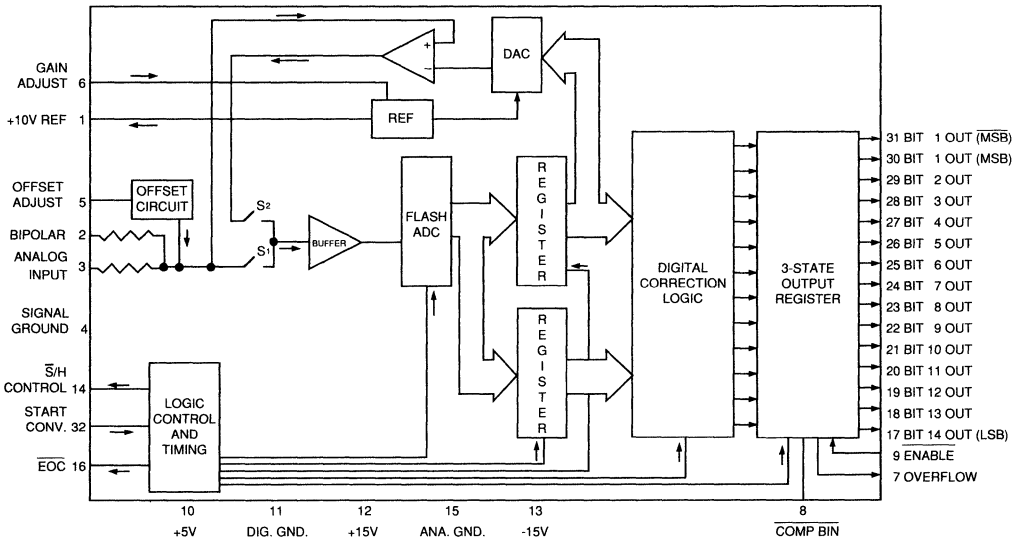 GAIN
ADJUST 6
+10V REF 1
OFFSET
ADJUST 5
BIPOLAR 2
ANALOG
INPUT 3
SIGNAL
GROUND 4
S̅/H
CONTROL 14
START
CONV. 32
E̅O̅C̅ 16
OFFSET
CIRCUIT
LOGIC
CONTROL
AND
TIMING
+
−
DAC
REF
S2
S1
BUFFER
FLASH
ADC
REGISTER
REGISTER
DIGITAL
CORRECTION
LOGIC
3-STATE
OUTPUT
REGISTER
31 BIT 1 OUT (M̅S̅B̅)
30 BIT 1 OUT (MSB)
29 BIT 2 OUT
28 BIT 3 OUT
27 BIT 4 OUT
26 BIT 5 OUT
25 BIT 6 OUT
24 BIT 7 OUT
23 BIT 8 OUT
22 BIT 9 OUT
21 BIT 10 OUT
20 BIT 11 OUT
19 BIT 12 OUT
18 BIT 13 OUT
17 BIT 14 OUT (LSB)
9 E̅N̅A̅B̅L̅E̅
7 OVERFLOW
10 11 12 15 13 8
+5V DIG. GND. +15V ANA. GND. -15V C̅O̅M̅P̅ B̅I̅N̅